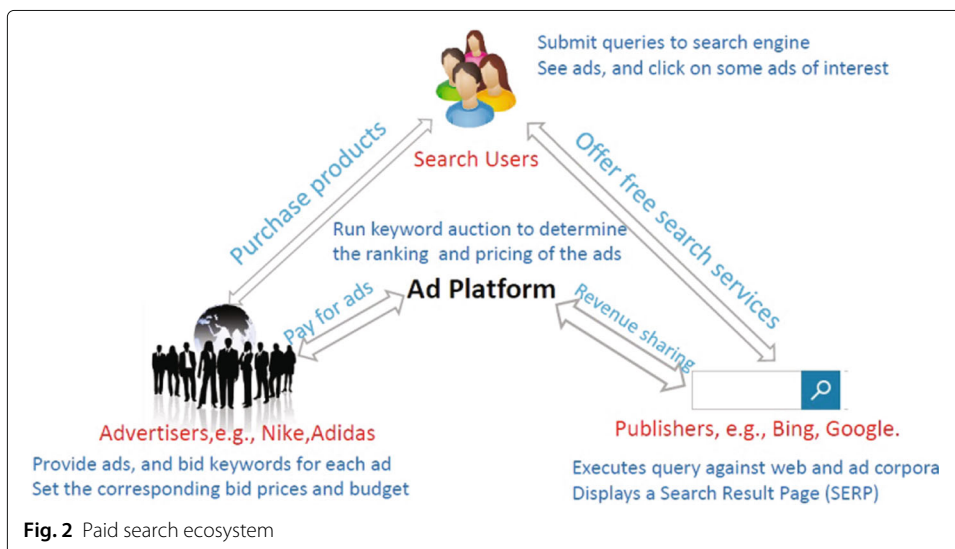 Submit queries to search engine
See ads, and click on some ads of interest
Search Users
Purchase products
Offer free search services
Run keyword auction to determine
the ranking and pricing of the ads
Ad Platform
Pay for ads
Revenue sharing
Advertisers,e.g., Nike,Adidas
Provide ads, and bid keywords for each ad
Set the corresponding bid prices and budget
Publishers, e.g., Bing, Google.
Executes query against web and ad corpora
Displays a Search Result Page (SERP)
Fig. 2 Paid search ecosystem